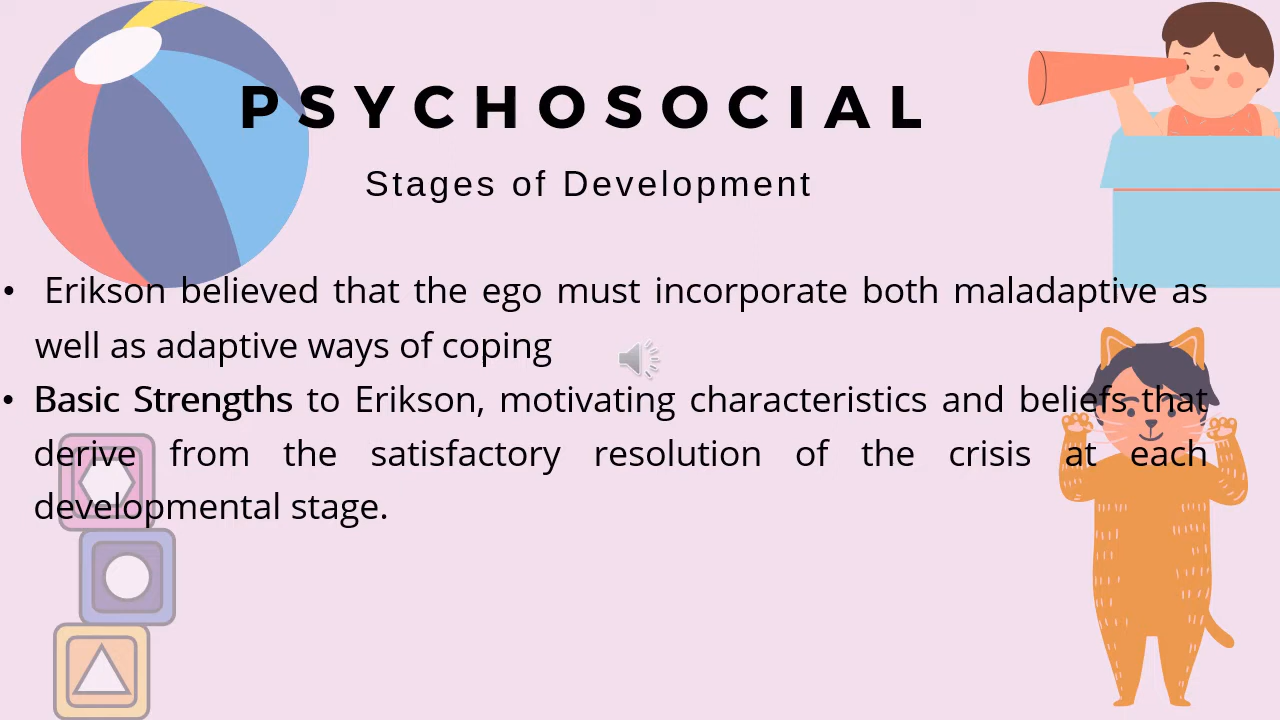 PSYCHOSOCIAL
Stages of Development
• Erikson believed that the ego must incorporate both maladaptive as
well as adaptive ways of coping
• Basic Strengths to Erikson, motivating characteristics and beliefs that
derive from the satisfactory resolution of the crisis at each
developmental stage.